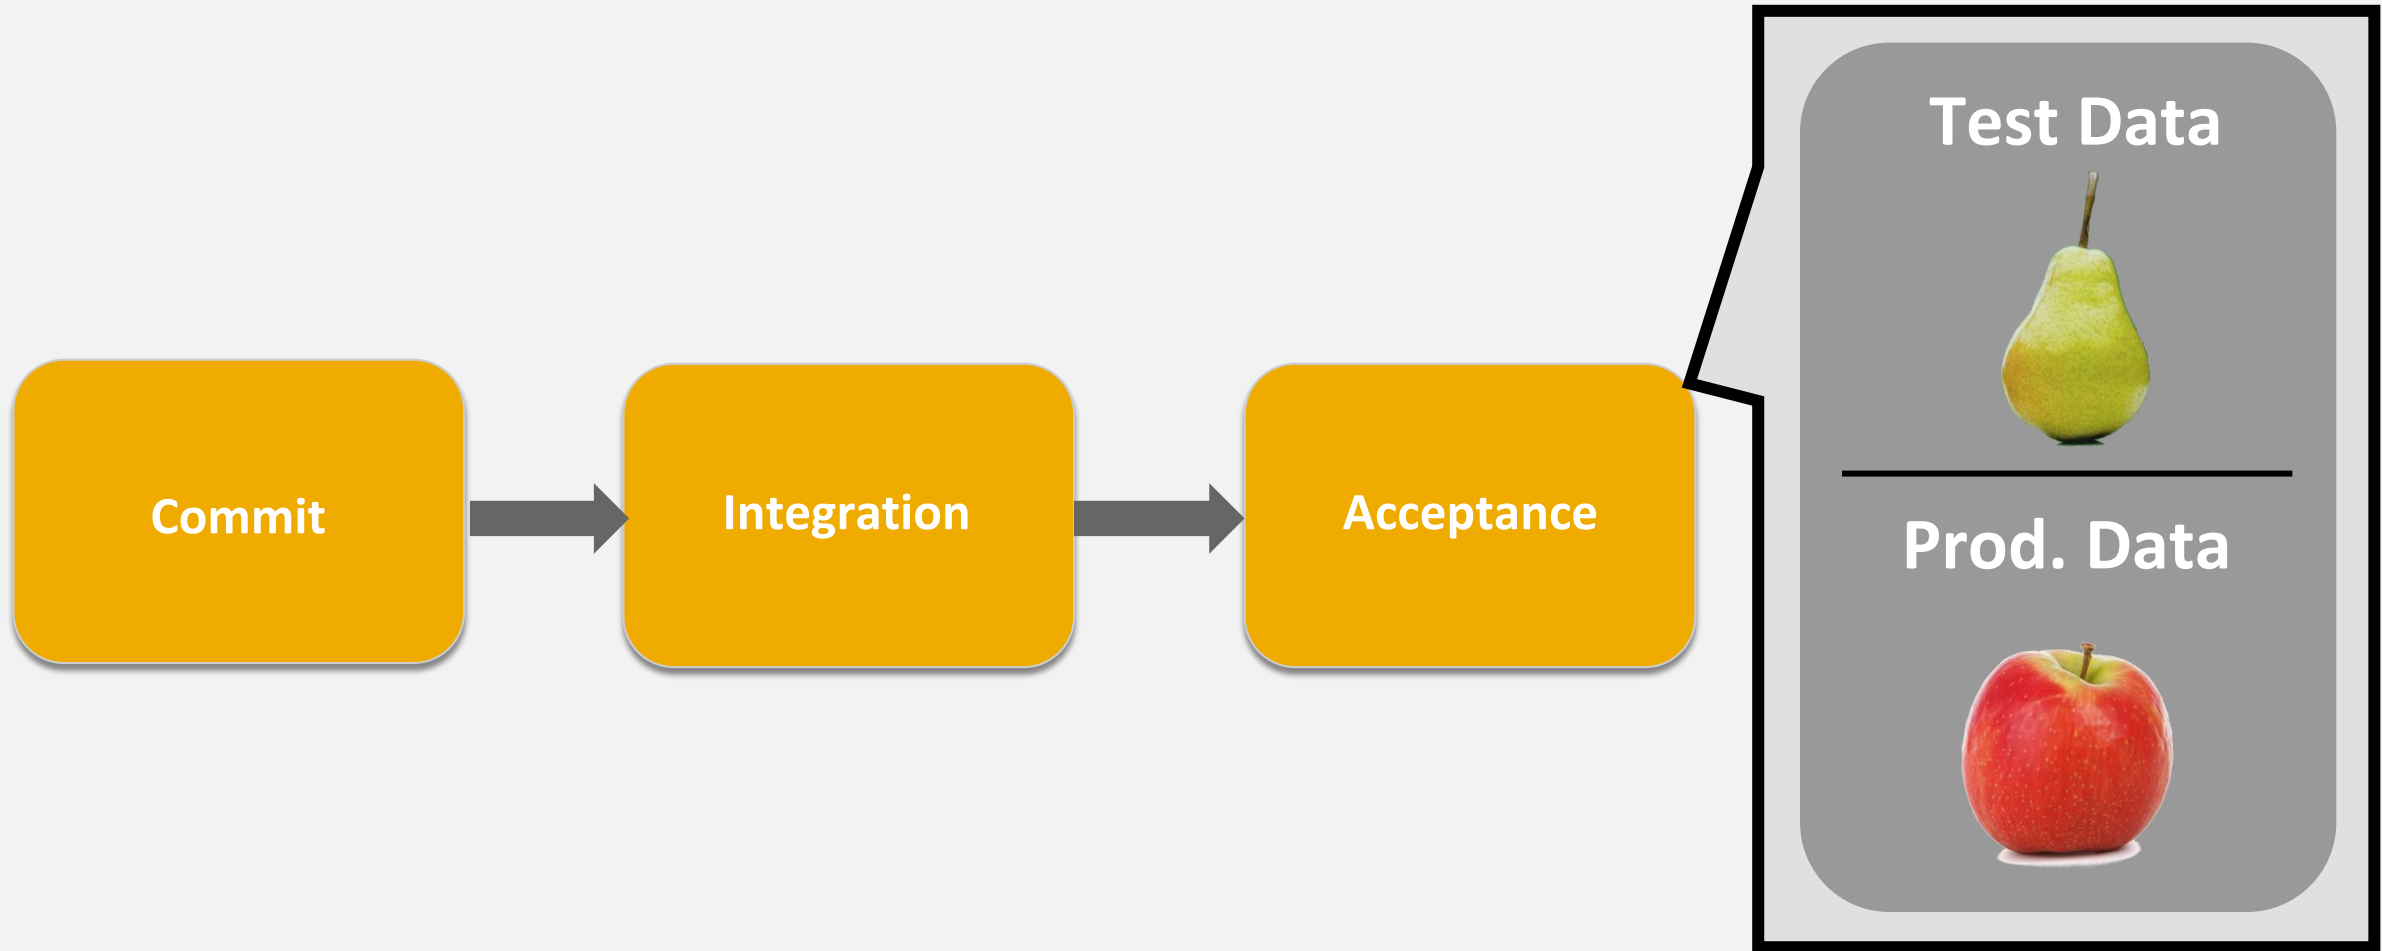 Commit
Integration
Acceptance
Test Data
Prod. Data